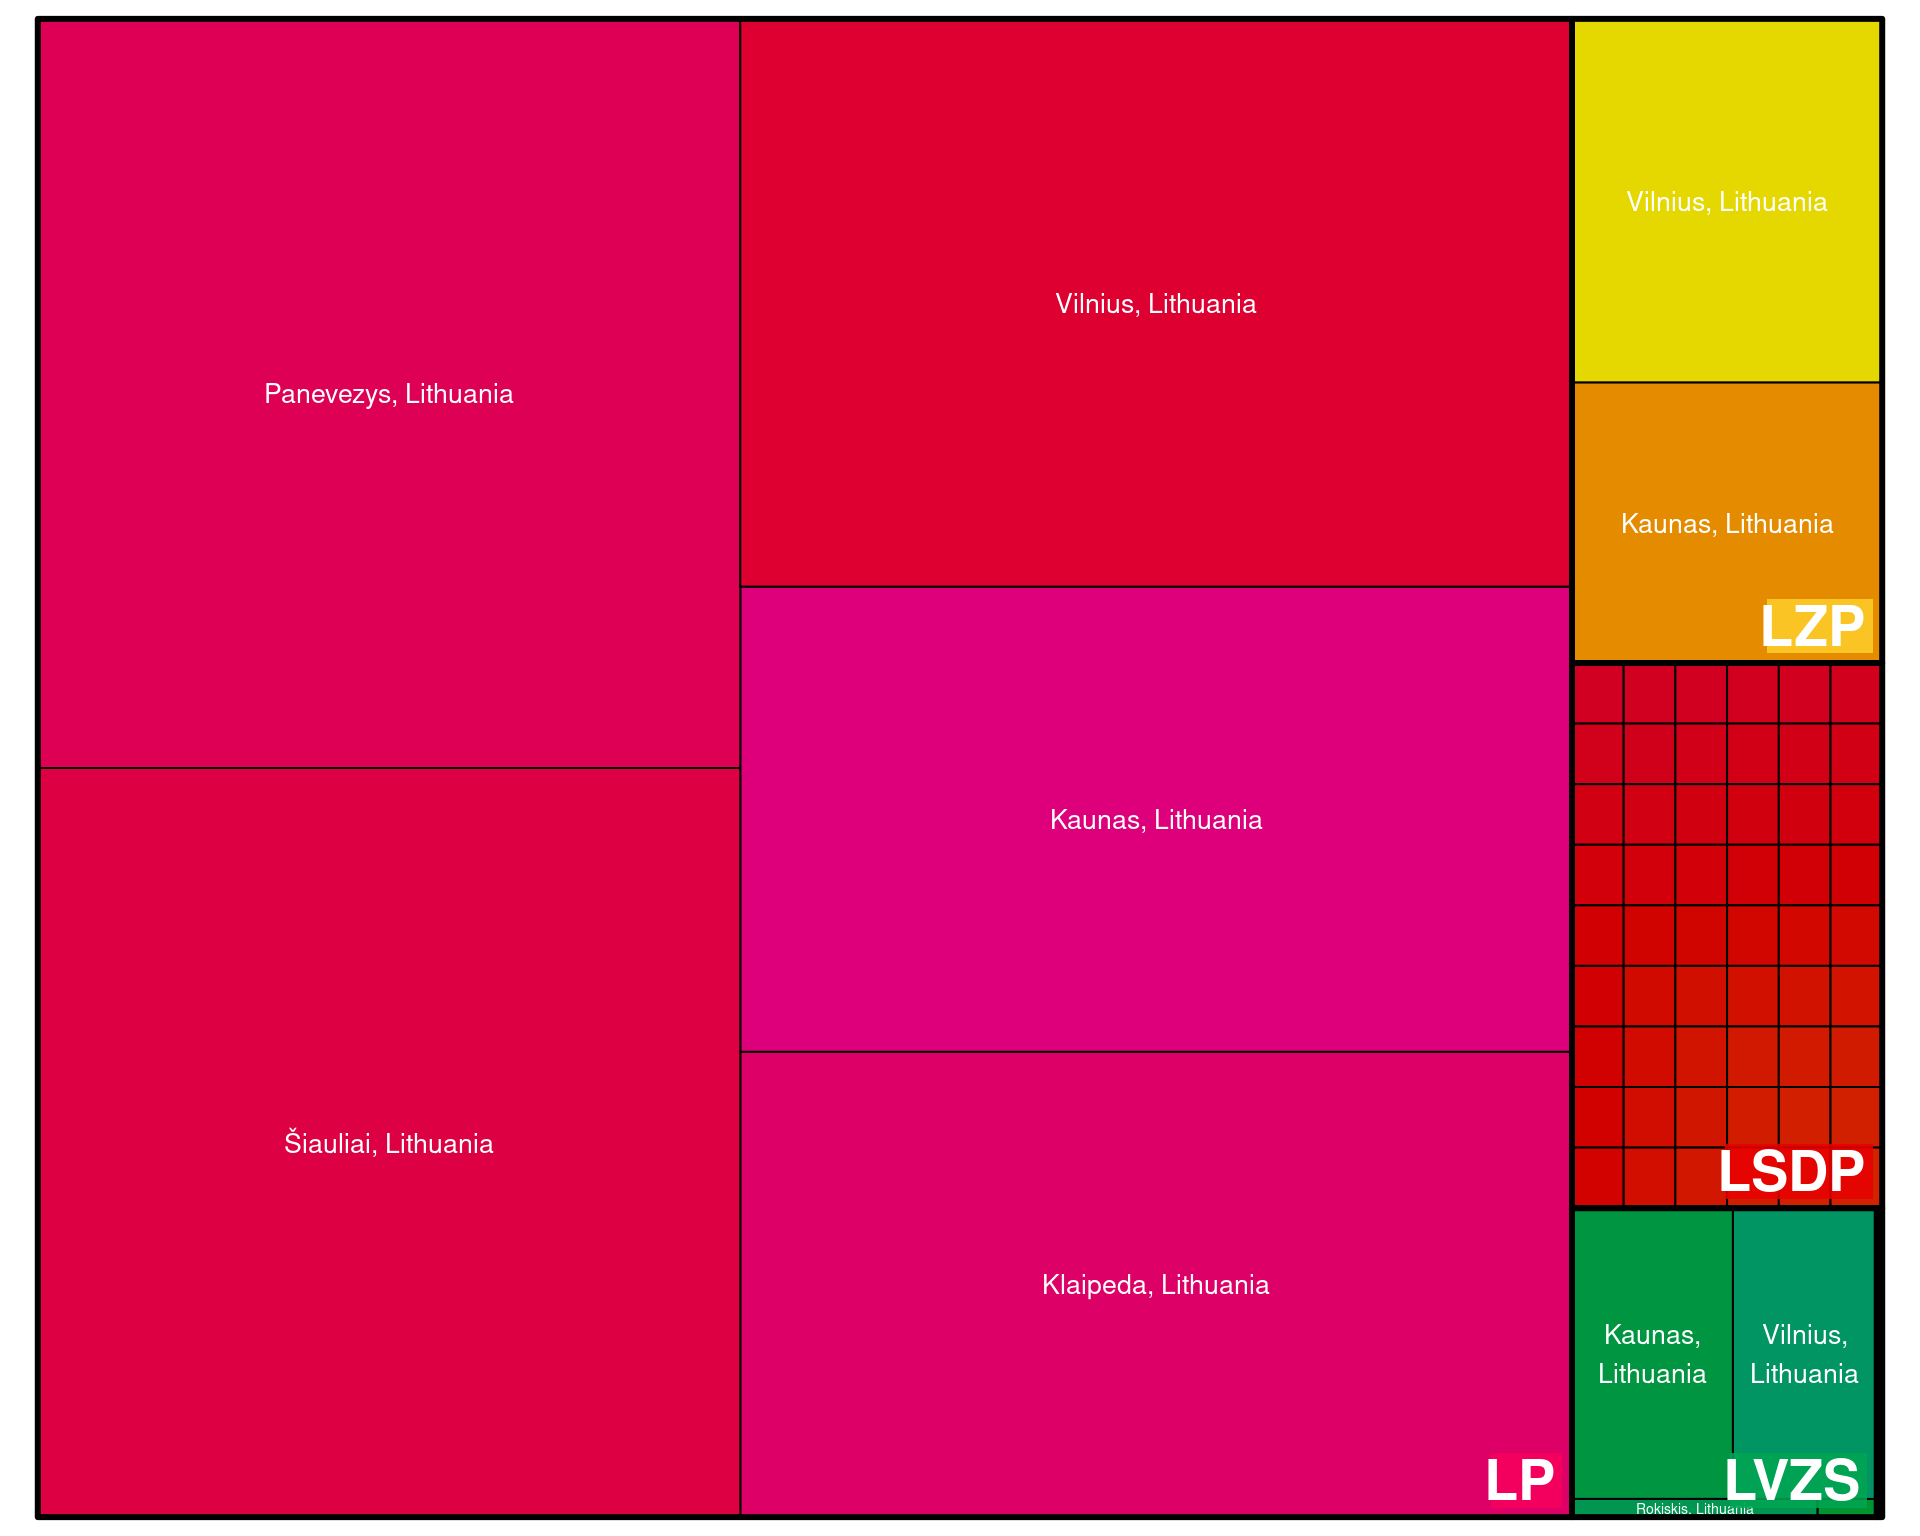 Panevezys, Lithuania
Šiauliai, Lithuania
Vilnius, Lithuania
Kaunas, Lithuania
Klaipeda, Lithuania
LP
Vilnius, Lithuania
Kaunas, Lithuania
LZP
LSDP
Kaunas,
Lithuania
Vilnius,
Lithuania
LVZS
Rokiskis, Lithuania